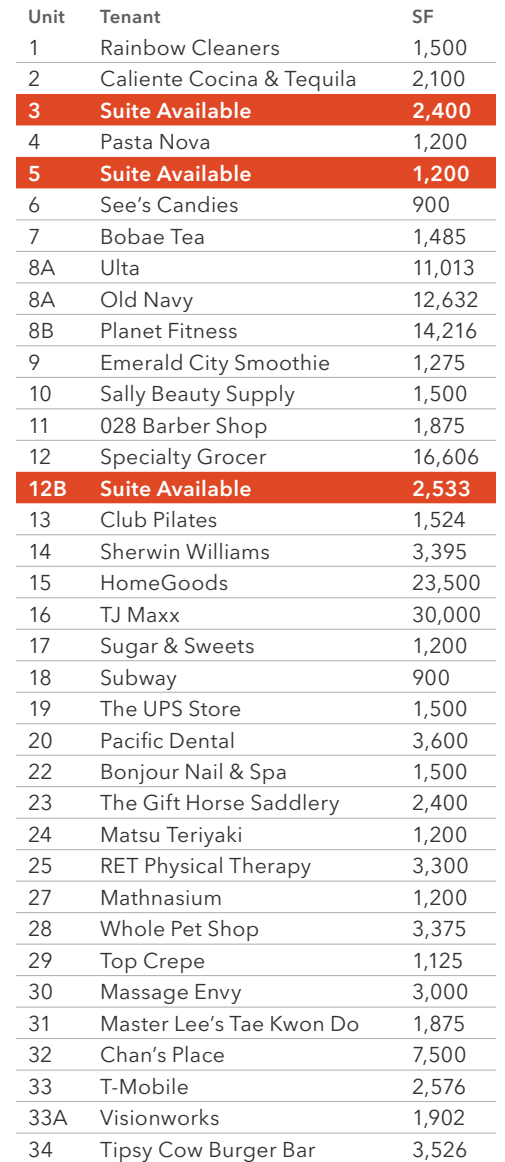 Unit Tenant SF
1 Rainbow Cleaners 1,500
2 Caliente Cocina & Tequila 2,100
3 Suite Available 2,400
4 Pasta Nova 1,200
5 Suite Available 1,200
6 See's Candies 900
7 Bobae Tea 1,485
8A Ulta 11,013
8A Old Navy 12,632
8B Planet Fitness 14,216
9 Emerald City Smoothie 1,275
10 Sally Beauty Supply 1,500
11 028 Barber Shop 1,875
12 Specialty Grocer 16,606
12B Suite Available 2,533
13 Club Pilates 1,524
14 Sherwin Williams 3,395
15 HomeGoods 23,500
16 TJ Maxx 30,000
17 Sugar & Sweets 1,200
18 Subway 900
19 The UPS Store 1,500
20 Pacific Dental 3,600
22 Bonjour Nail & Spa 1,500
23 The Gift Horse Saddlery 2,400
24 Matsu Teriyaki 1,200
25 RET Physical Therapy 3,300
27 Mathnasium 1,200
28 Whole Pet Shop 3,375
29 Top Crepe 1,125
30 Massage Envy 3,000
31 Master Lee's Tae Kwon Do 1,875
32 Chan's Place 7,500
33 T-Mobile 2,576
33A Visionworks 1,902
34 Tipsy Cow Burger Bar 3,526